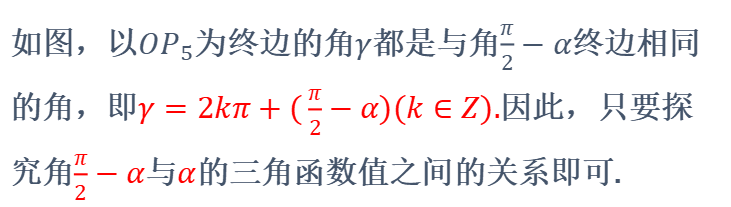 如图，以𝑂𝑃₅为终边的角𝛾都是与角π/2 − 𝛼终边相同
的角，即𝛾 = 2𝑘𝜋 + (π/2 − 𝛼)(𝑘 ∈ 𝑍).因此，只要探
究角π/2 − 𝛼与𝛼的三角函数值之间的关系即可.